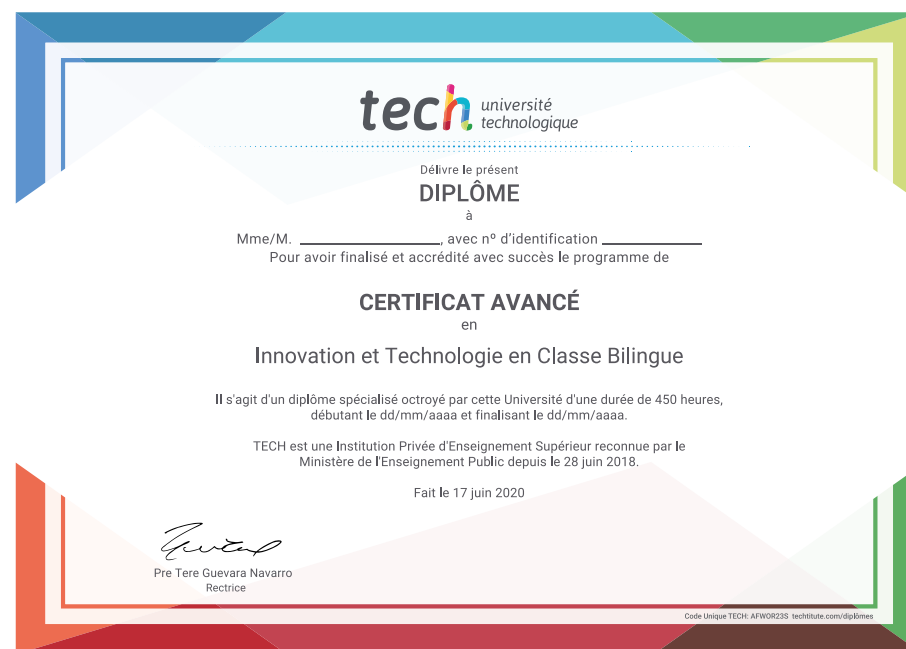 tech université
technologique
Délivre le présent
DIPLÔME
à
Mme/M. ____________________, avec nº d'identification ______________
Pour avoir finalisé et accrédité avec succès le programme de
CERTIFICAT AVANCÉ
en
Innovation et Technologie en Classe Bilingue
Il s'agit d'un diplôme spécialisé octroyé par cette Université d'une durée de 450 heures,
débutant le dd/mm/aaaa et finalisant le dd/mm/aaaa.
TECH est une Institution Privée d'Enseignement Supérieur reconnue par le
Ministère de l'Enseignement Public depuis le 28 juin 2018.
Fait le 17 juin 2020
Pre Tere Guevara Navarro
Rectrice
Code Unique TECH: AFWOR23S techtitute.com/diplômes